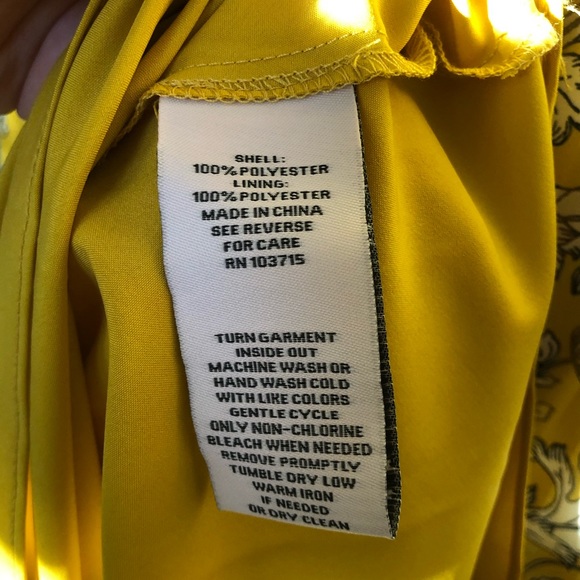 SHELL:
100% POLYESTER
LINING:
100% POLYESTER
MADE IN CHINA
SEE REVERSE
FOR CARE
RN 103715
TURN GARMENT
INSIDE OUT
MACHINE WASH OR
HAND WASH COLD
WITH LIKE COLORS
GENTLE CYCLE
ONLY NON-CHLORINE
BLEACH WHEN NEEDED
REMOVE PROMPTLY
TUMBLE DRY LOW
WARM IRON
IF NEEDED
OR DRY CLEAN